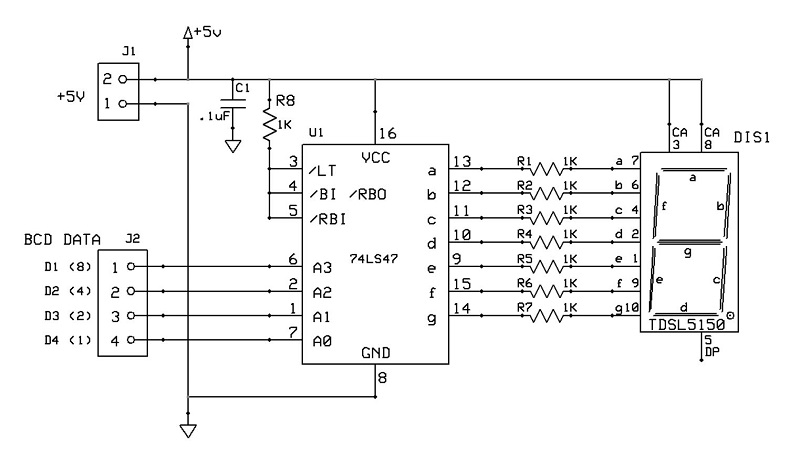 +5v
J1
2
+5V
1
C1
.1uF
R8
1K
U1
16
VCC
CA
3
CA
8
DIS1
3 /LT
4 /BI /RBO
5 /RBI
74LS47
a 13 R1 1K a 7
b 12 R2 1K b 6
c 11 R3 1K c 4
d 10 R4 1K d 2
e 9 R5 1K e 1
f 15 R6 1K f 9
g 14 R7 1K g10
a
f b
g
e c
d
TDSL5150
5
DP
BCD DATA J2
D1 (8) 1 6 A3
D2 (4) 2 2 A2
D3 (2) 3 1 A1
D4 (1) 4 7 A0
GND
8